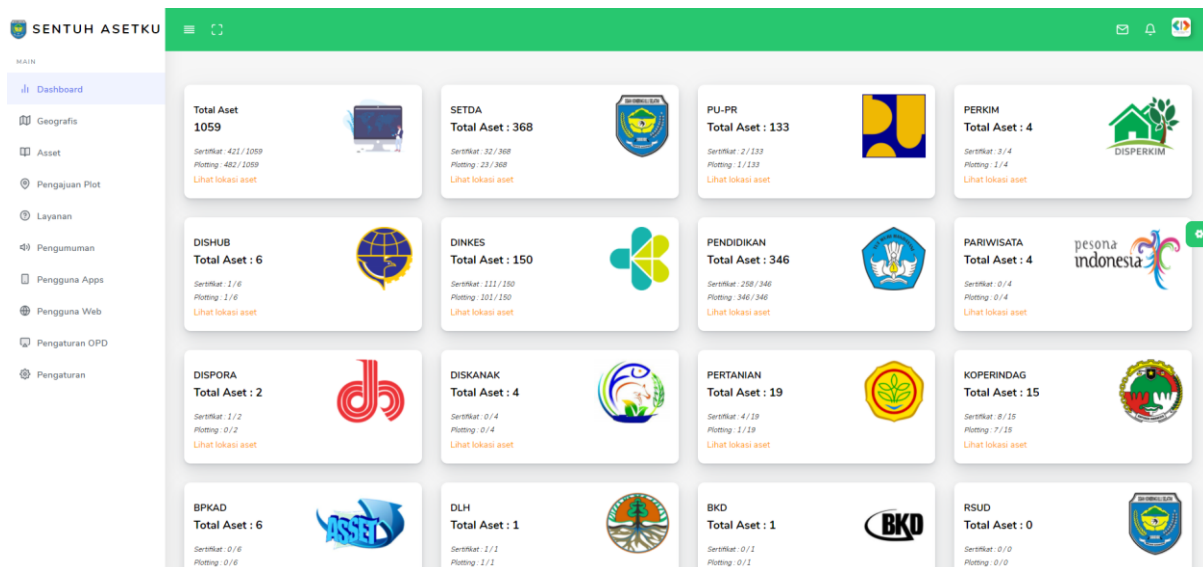 SENTUH ASETKU
MAIN
Dashboard
Geografis
Asset
Pengajuan Plot
Layanan
Pengumuman
Pengguna Apps
Pengguna Web
Pengaturan OPD
Pengaturan
Total Aset
1059
Sertifikat : 421 / 1059
Plotting : 482 / 1059
Lihat lokasi aset
SETDA
Total Aset : 368
Sertifikat : 32 / 368
Plotting : 23 / 368
Lihat lokasi aset
PU-PR
Total Aset : 133
Sertifikat : 2 / 133
Plotting : 1 / 133
Lihat lokasi aset
PERKIM
Total Aset : 4
Sertifikat : 3 / 4
Plotting : 1 / 4
Lihat lokasi aset
DISPERKIM
DISHUB
Total Aset : 6
Sertifikat : 1 / 6
Plotting : 1 / 6
Lihat lokasi aset
DINKES
Total Aset : 150
Sertifikat : 111 / 150
Plotting : 101 / 150
Lihat lokasi aset
PENDIDIKAN
Total Aset : 346
Sertifikat : 258 / 346
Plotting : 346 / 346
Lihat lokasi aset
PARIWISATA
Total Aset : 4
Sertifikat : 0 / 4
Plotting : 0 / 4
Lihat lokasi aset
pesona
indonesia
DISPORA
Total Aset : 2
Sertifikat : 1 / 2
Plotting : 0 / 2
Lihat lokasi aset
DISKANAK
Total Aset : 4
Sertifikat : 0 / 4
Plotting : 0 / 4
Lihat lokasi aset
PERTANIAN
Total Aset : 19
Sertifikat : 4 / 19
Plotting : 1 / 19
Lihat lokasi aset
KOPERINDAG
Total Aset : 15
Sertifikat : 8 / 15
Plotting : 7 / 15
Lihat lokasi aset
BPKAD
Total Aset : 6
Sertifikat : 0 / 6
Plotting : 0 / 6
ASSET
DLH
Total Aset : 1
Sertifikat : 1 / 1
Plotting : 1 / 1
BKD
Total Aset : 1
Sertifikat : 0 / 1
Plotting : 0 / 1
BKD
RSUD
Total Aset : 0
Sertifikat : 0 / 0
Plotting : 0 / 0